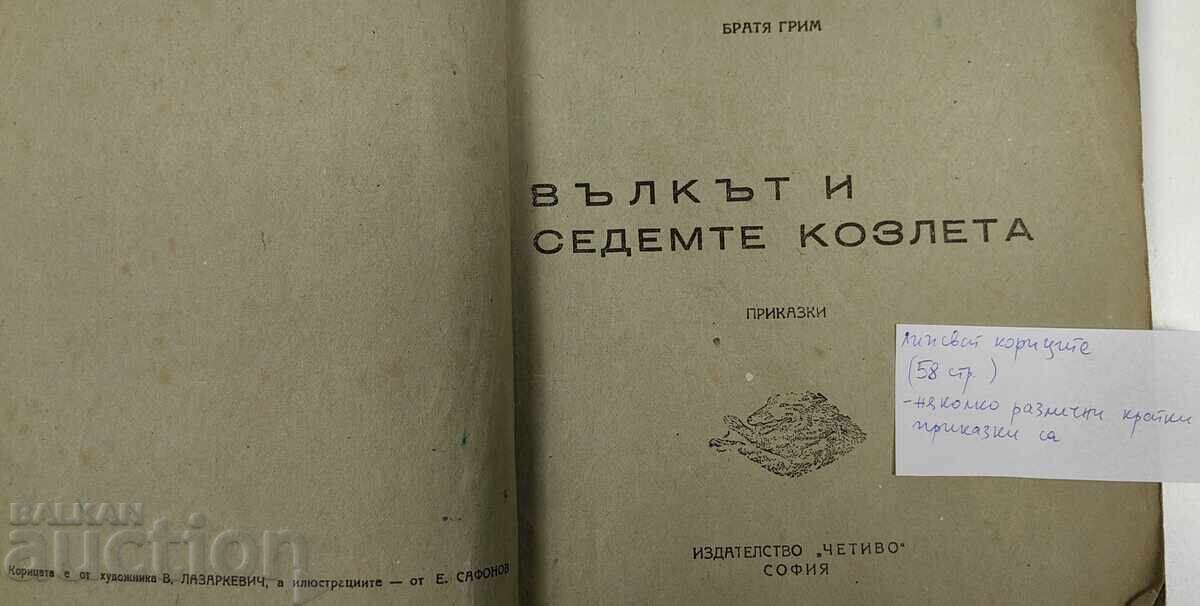 БРАТЯ ГРИМ
ВЪЛКЪТ И
СЕДЕМТЕ КОЗЛЕТА
ПРИКАЗКИ
липсват кориците
(58 стр.)
-няколко различни кратки
приказки са
ИЗДАТЕЛСТВО „ЧЕТИВО“
СОФИЯ
Корицата е от художника В. ЛАЗАРКЕВИЧ, а илюстрациите — от Е. САФОНОВ
BALKAN
auction